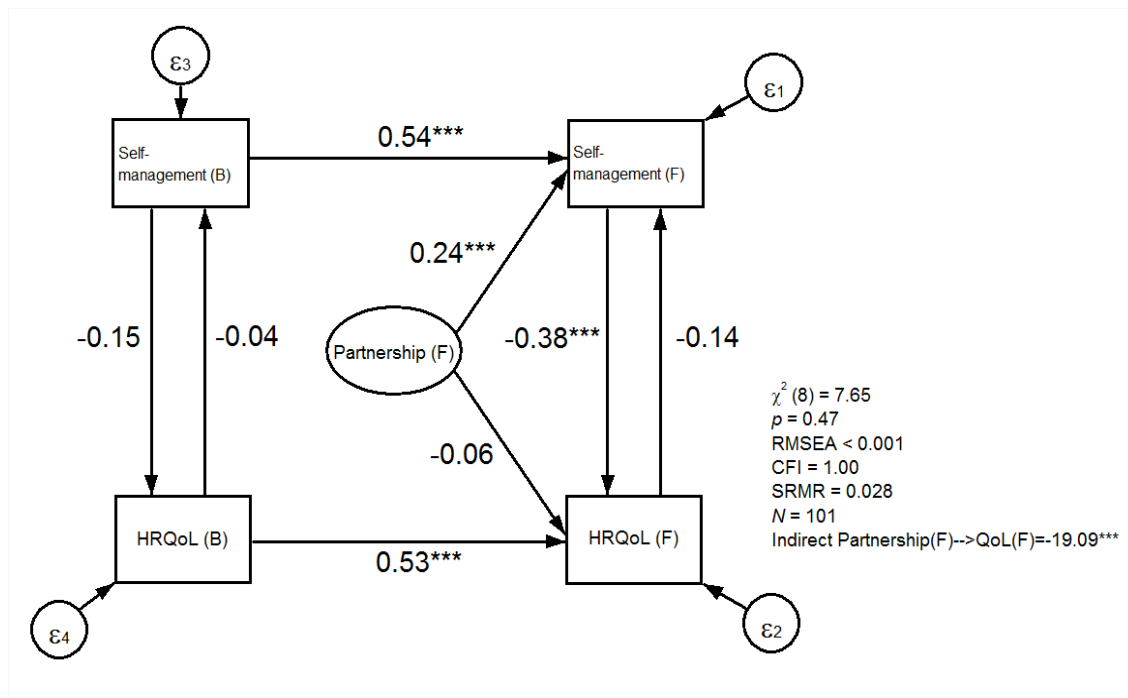 ε3
ε1
Self-
management (B)
0.54***
Self-
management (F)
0.24***
-0.15
-0.04
Partnership (F)
-0.38***
-0.14
-0.06
χ² (8) = 7.65
p = 0.47
RMSEA < 0.001
CFI = 1.00
SRMR = 0.028
N = 101
Indirect Partnership(F)-->QoL(F)=-19.09***
HRQoL (B)
0.53***
HRQoL (F)
ε4
ε2